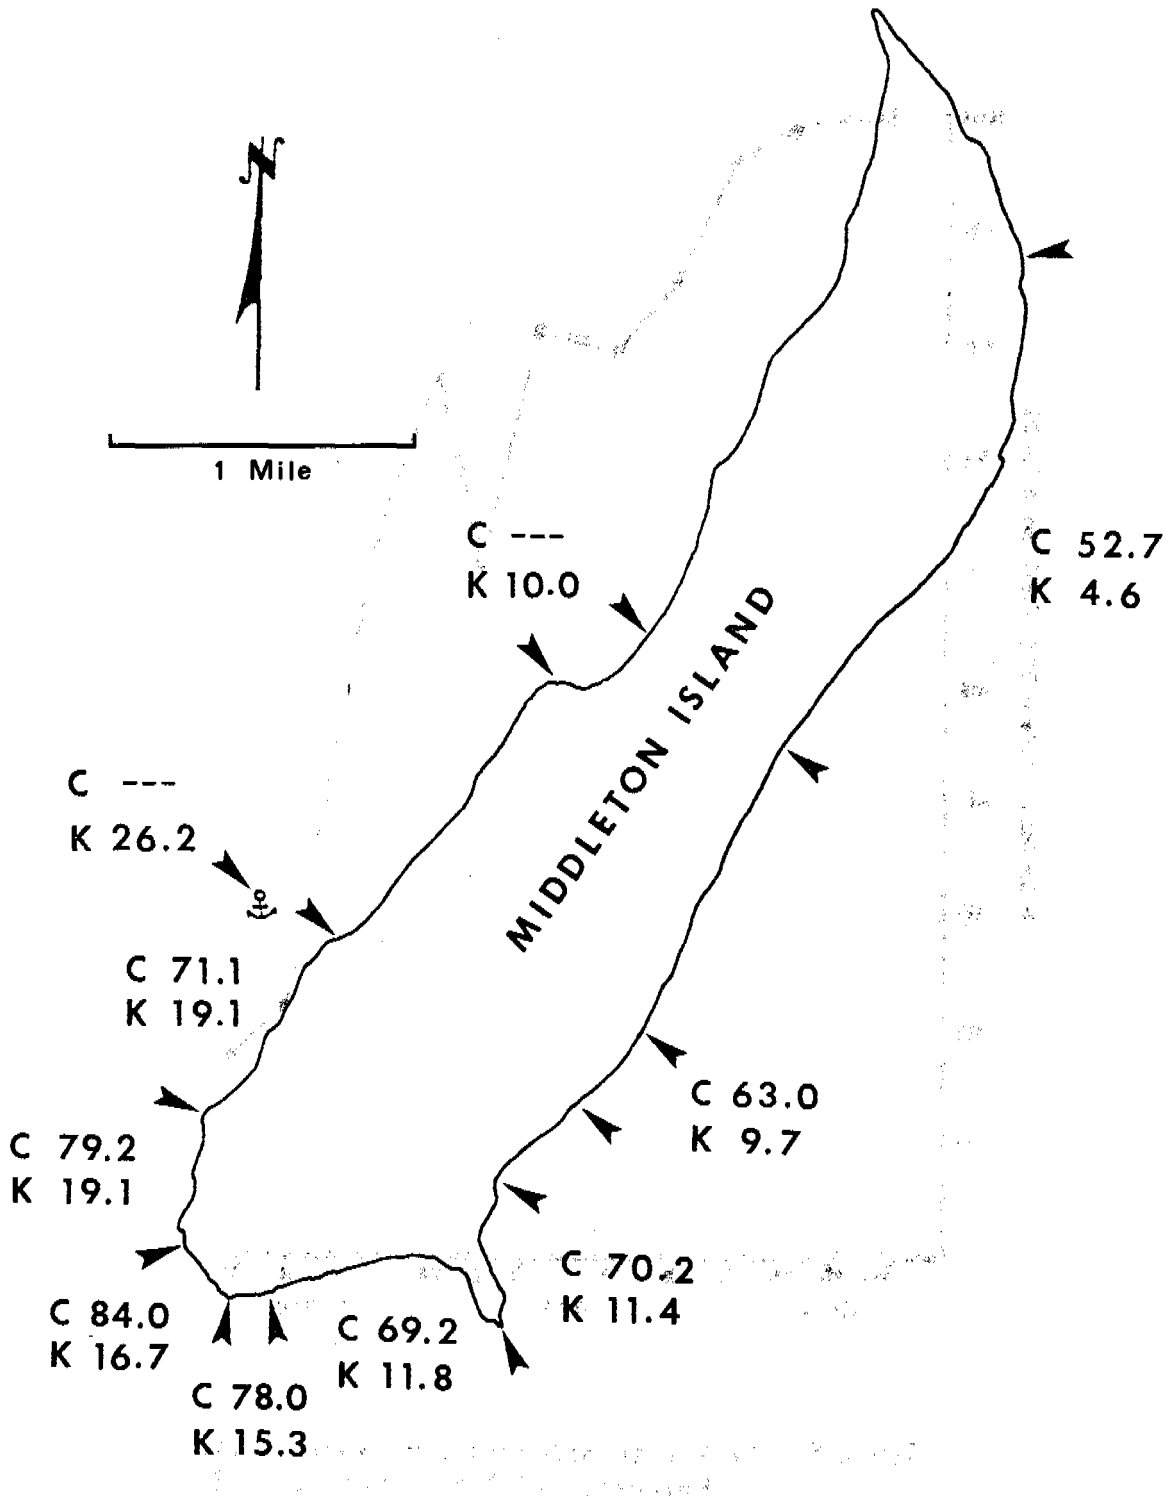 N
1 Mile
C ---
K 10.0
C 52.7
K 4.6
MIDDLETON ISLAND
C ---
K 26.2
C 71.1
K 19.1
C 63.0
K 9.7
C 79.2
K 19.1
C 70.2
K 11.4
C 84.0
K 16.7
C 69.2
K 11.8
C 78.0
K 15.3